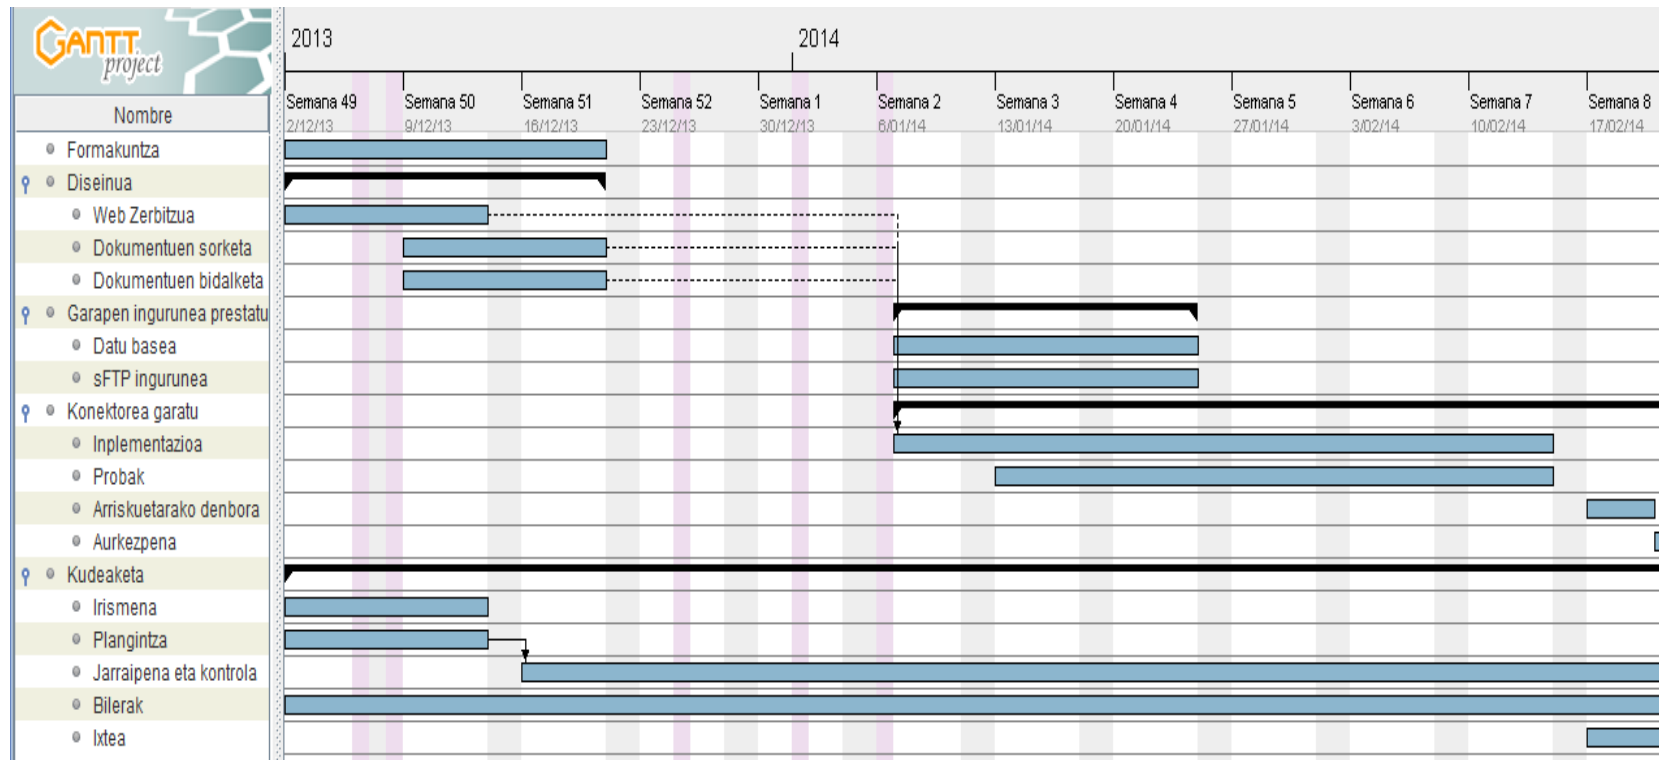 GANTT
project
2013
2014
Nombre
Semana 49
Semana 50
Semana 51
Semana 52
Semana 1
Semana 2
Semana 3
Semana 4
Semana 5
Semana 6
Semana 7
Semana 8
2/12/13
9/12/13
16/12/13
23/12/13
30/12/13
6/01/14
13/01/14
20/01/14
27/01/14
3/02/14
10/02/14
17/02/14
Formakuntza
Diseinua
Web Zerbitzua
Dokumentuen sorketa
Dokumentuen bidalketa
Garapen ingurunea prestatu
Datu basea
sFTP ingurunea
Konektorea garatu
Inplementazioa
Probak
Arriskuetarako denbora
Aurkezpena
Kudeaketa
Irismena
Plangintza
Jarraipena eta kontrola
Bilerak
Ixtea